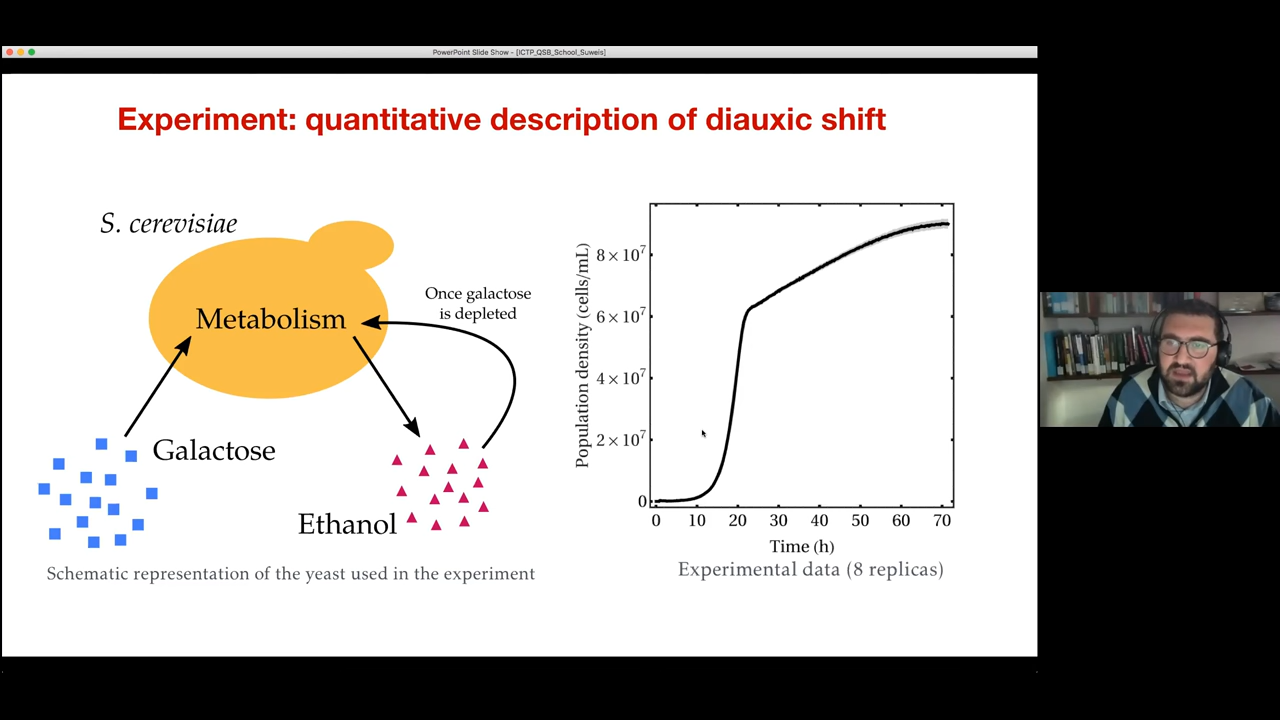 PowerPoint Slide Show - [ICTP_QSB_School_Suweis]
Experiment: quantitative description of diauxic shift
S. cerevisiae
Metabolism
Once galactose
is depleted
Galactose
Ethanol
Schematic representation of the yeast used in the experiment
Population density (cells/mL)
8 × 10⁷
6 × 10⁷
4 × 10⁷
2 × 10⁷
0
0 10 20 30 40 50 60 70
Time (h)
Experimental data (8 replicas)